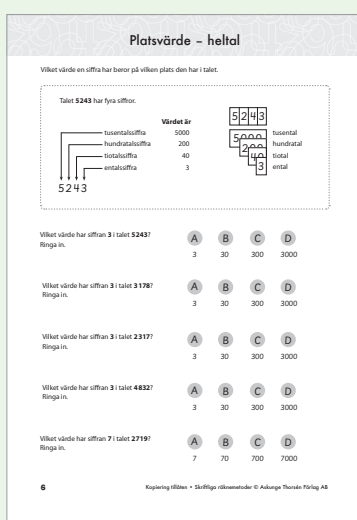 Platsvärde – heltal
Vilket värde en siffra har beror på vilken plats den har i talet.
Talet 5243 har fyra siffror.
Värdet är
tusentalssiffra 5000
hundratalssiffra 200
tiotalssiffra 40
entalssiffra 3
5243
5 2 4 3
5000 tusental
200 hundratal
40 tiotal
3 ental
Vilket värde har siffran 3 i talet 5243?
Ringa in.
A B C D
3 30 300 3000
Vilket värde har siffran 3 i talet 3178?
Ringa in.
A B C D
3 30 300 3000
Vilket värde har siffran 3 i talet 2317?
Ringa in.
A B C D
3 30 300 3000
Vilket värde har siffran 3 i talet 4832?
Ringa in.
A B C D
3 30 300 3000
Vilket värde har siffran 7 i talet 2719?
Ringa in.
A B C D
7 70 700 7000
6 Kopiering tillåten • Skriftliga räknemetoder © Askunge Thorsén Förlag AB